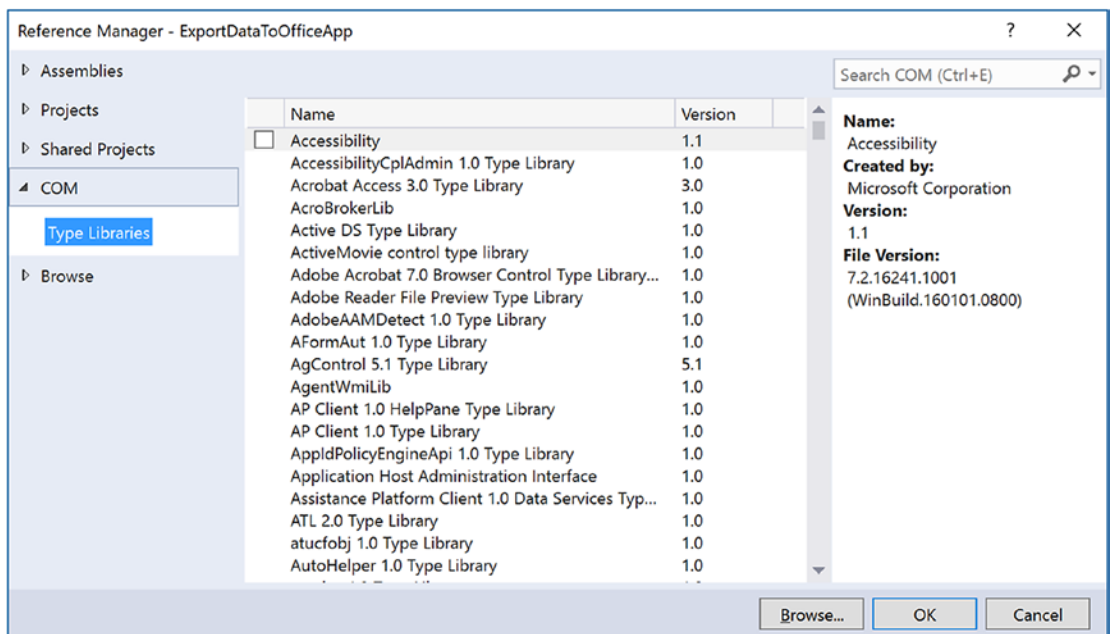 Reference Manager - ExportDataToOfficeApp ?
Assemblies
Projects
Shared Projects
COM
Type Libraries
Browse
Name Version
Accessibility 1.1
AccessibilityCplAdmin 1.0 Type Library 1.0
Acrobat Access 3.0 Type Library 3.0
AcroBrokerLib 1.0
Active DS Type Library 1.0
ActiveMovie control type library 1.0
Adobe Acrobat 7.0 Browser Control Type Library... 1.0
Adobe Reader File Preview Type Library 1.0
AdobeAAMDetect 1.0 Type Library 1.0
AFormAut 1.0 Type Library 1.0
AgControl 5.1 Type Library 5.1
AgentWmiLib 1.0
AP Client 1.0 HelpPane Type Library 1.0
AP Client 1.0 Type Library 1.0
AppIdPolicyEngineApi 1.0 Type Library 1.0
Application Host Administration Interface 1.0
Assistance Platform Client 1.0 Data Services Typ... 1.0
ATL 2.0 Type Library 1.0
atucfobj 1.0 Type Library 1.0
AutoHelper 1.0 Type Library 1.0
Search COM (Ctrl+E)
Name:
Accessibility
Created by:
Microsoft Corporation
Version:
1.1
File Version:
7.2.16241.1001
(WinBuild.160101.0800)
Browse... OK Cancel